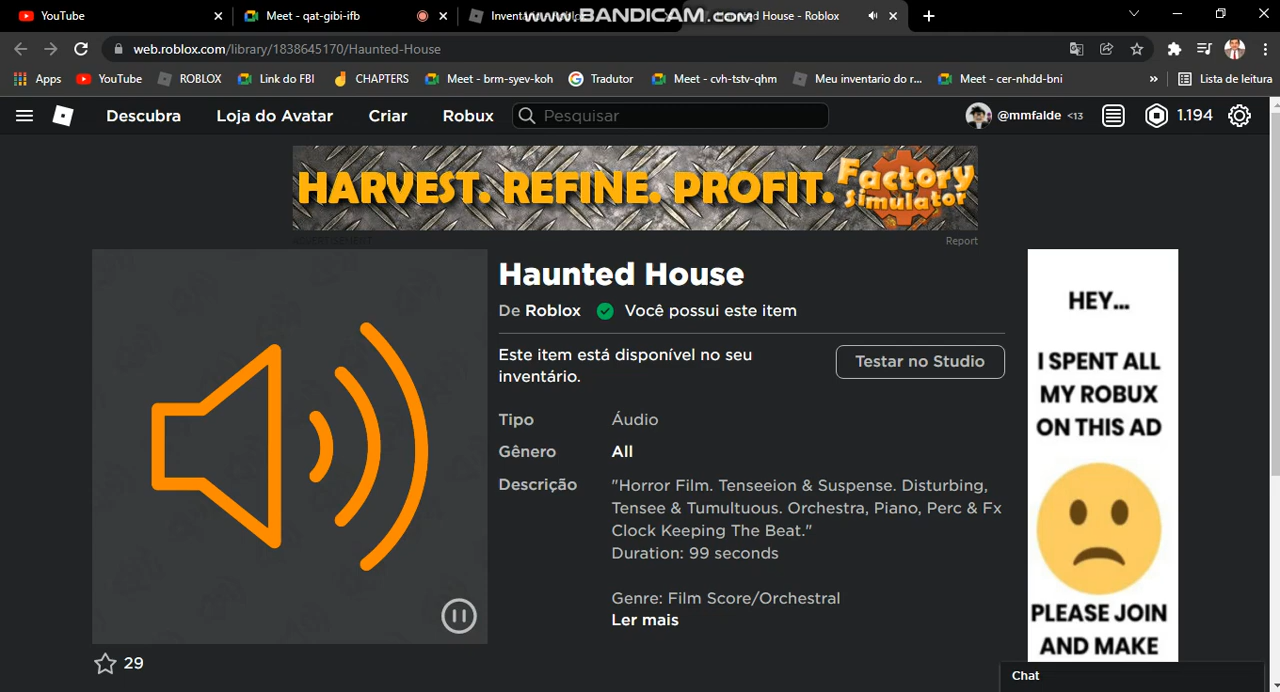 YouTube
Meet - qat-gibi-ifb
www.BANDICAM.com
House - Roblox
web.roblox.com/library/1838645170/Haunted-House
Apps
YouTube
ROBLOX
Link do FBI
CHAPTERS
Meet - brm-syev-koh
Tradutor
Meet - cvh-tstv-qhm
Meu inventario do r...
Meet - cer-nhdd-bni
»
Lista de leitura
Descubra
Loja do Avatar
Criar
Robux
Pesquisar
@mmfalde <13
1.194
HARVEST. REFINE. PROFIT.
Factory
Simulator
ADVERTISEMENT
Report
Haunted House
De Roblox
Você possui este item
Este item está disponível no seu
inventário.
Testar no Studio
Tipo
Áudio
Gênero
All
Descrição
"Horror Film. Tenseeion & Suspense. Disturbing,
Tensee & Tumultuous. Orchestra, Piano, Perc & Fx
Clock Keeping The Beat."
Duration: 99 seconds
Genre: Film Score/Orchestral
Ler mais
29
HEY...
I SPENT ALL
MY ROBUX
ON THIS AD
PLEASE JOIN
AND MAKE
Chat